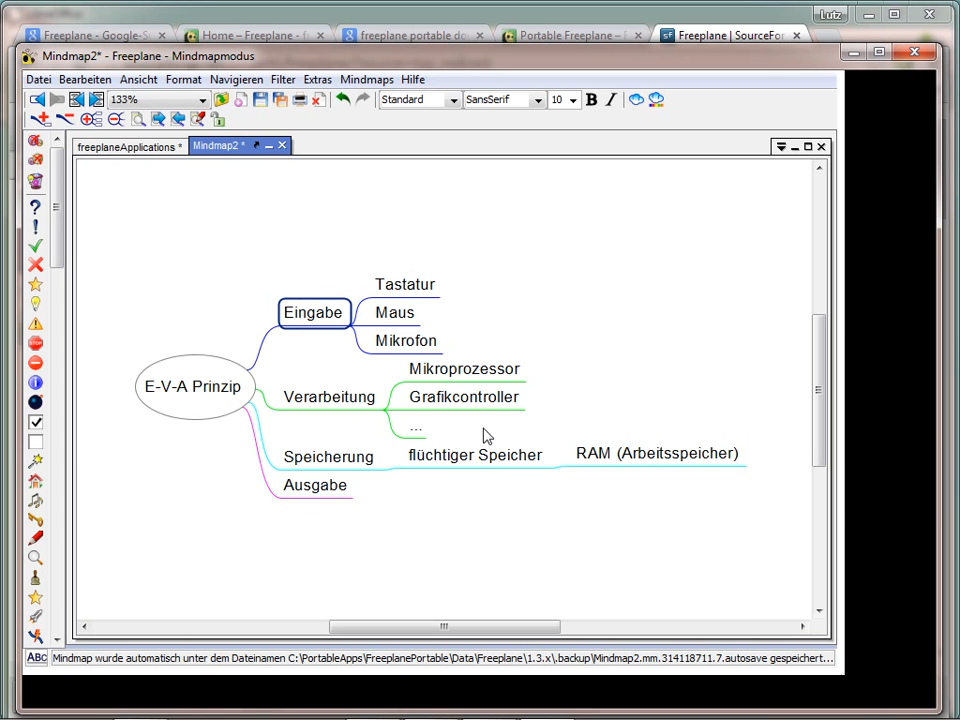 Lutz
Freeplane - Google-S
Home – Freeplane - f
freeplane portable do
Portable Freeplane –
Freeplane | SourceFor
Mindmap2* - Freeplane - Mindmapmodus
Datei Bearbeiten Ansicht Format Navigieren Filter Extras Mindmaps Hilfe
133% Standard SansSerif 10 B I
freeplaneApplications * Mindmap2 *
Tastatur
Eingabe Maus
Mikrofon
Mikroprozessor
E-V-A Prinzip
Verarbeitung Grafikcontroller
...
Speicherung flüchtiger Speicher RAM (Arbeitsspeicher)
Ausgabe
ABC Mindmap wurde automatisch unter dem Dateinamen C:\PortableApps\FreeplanePortable\Data\Freeplane\1.3.x\.backup\Mindmap2.mm.314118711.7.autosave gespeichert...